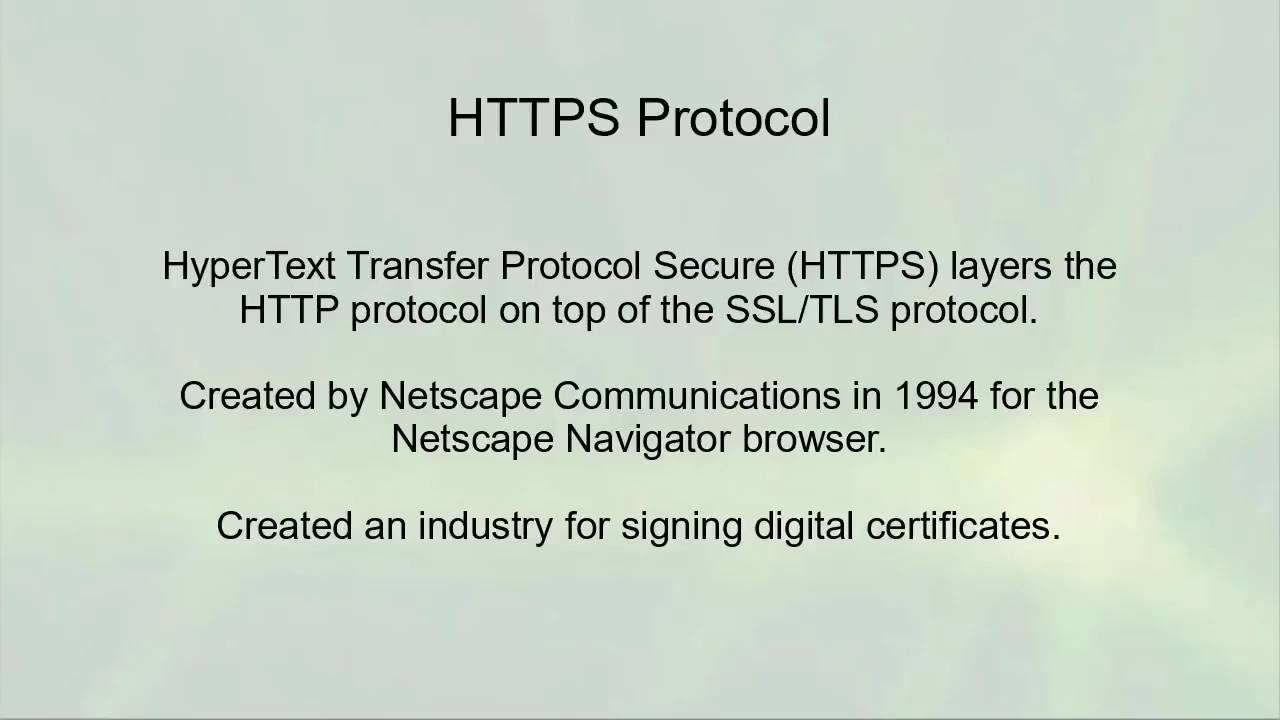 HTTPS Protocol
HyperText Transfer Protocol Secure (HTTPS) layers the
HTTP protocol on top of the SSL/TLS protocol.
Created by Netscape Communications in 1994 for the
Netscape Navigator browser.
Created an industry for signing digital certificates.